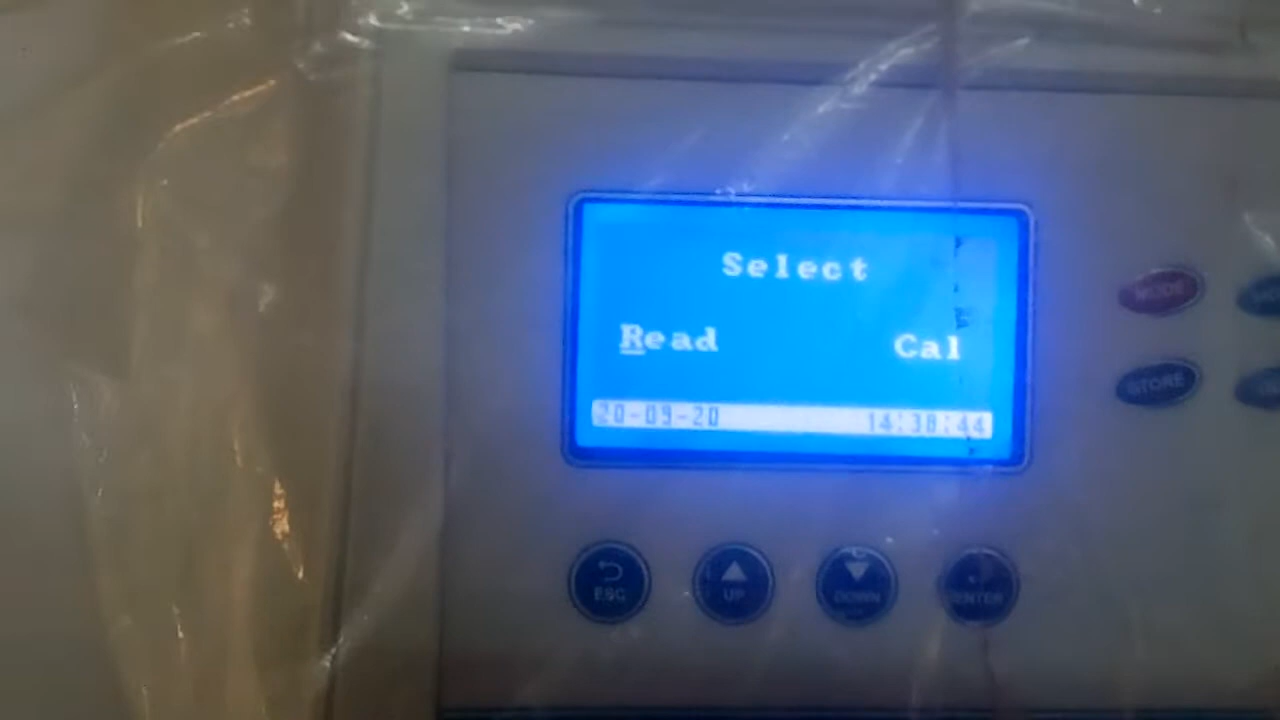 Select
Read Cal
20-09-20 14:38:44
MODE
STORE
ESC UP DOWN ENTER